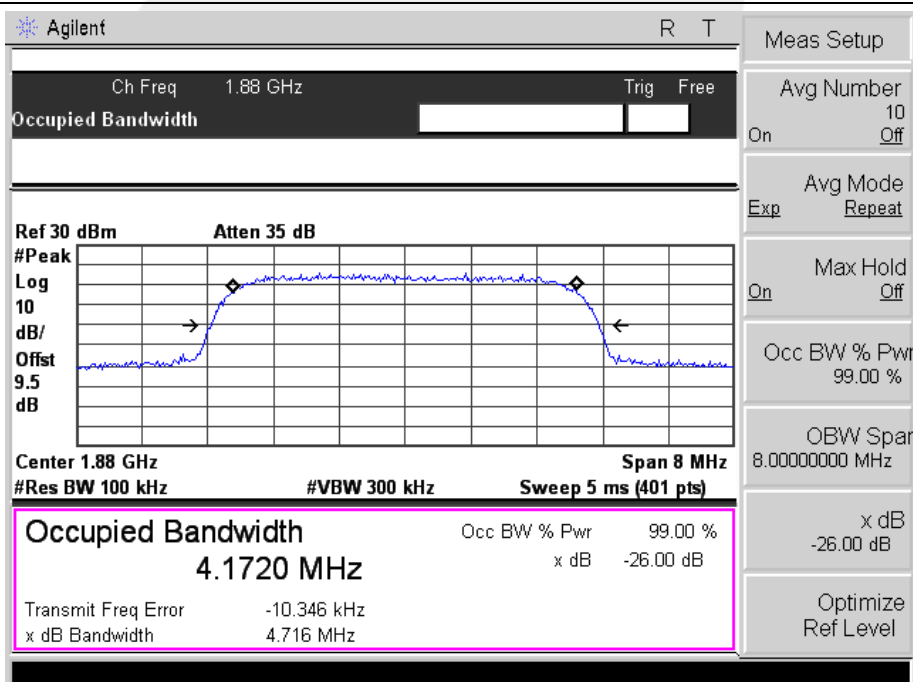 Agilent R T
Ch Freq 1.88 GHz Trig Free
Occupied Bandwidth
Ref 30 dBm Atten 35 dB
#Peak
Log
10
dB/
Offst
9.5
dB
Center 1.88 GHz Span 8 MHz
#Res BW 100 kHz #VBW 300 kHz Sweep 5 ms (401 pts)
Occupied Bandwidth Occ BW % Pwr 99.00 %
4.1720 MHz x dB -26.00 dB
Transmit Freq Error -10.346 kHz
x dB Bandwidth 4.716 MHz
Meas Setup
Avg Number
10
On Off
Avg Mode
Exp Repeat
Max Hold
On Off
Occ BW % Pwr
99.00 %
OBW Span
8.00000000 MHz
x dB
-26.00 dB
Optimize
Ref Level